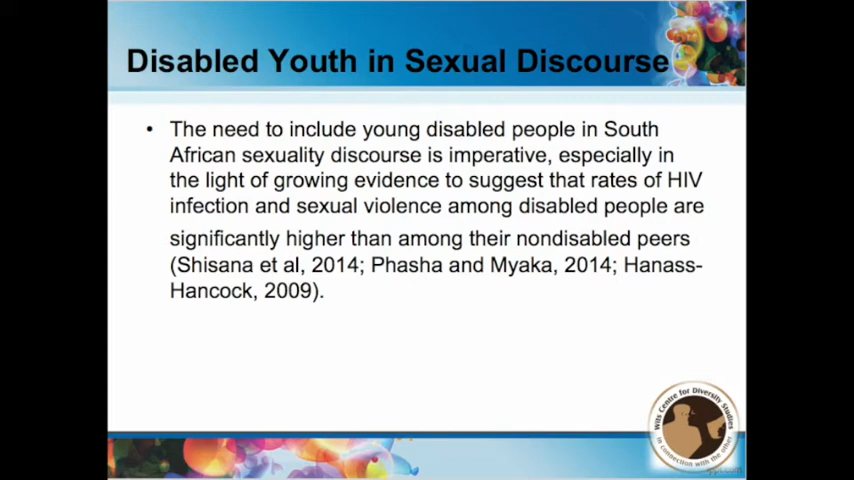 Disabled Youth in Sexual Discourse
• The need to include young disabled people in South
African sexuality discourse is imperative, especially in
the light of growing evidence to suggest that rates of HIV
infection and sexual violence among disabled people are
significantly higher than among their nondisabled peers
(Shisana et al, 2014; Phasha and Myaka, 2014; Hanass-
Hancock, 2009).
Wits Centre for Diversity Studies
in connection with the other